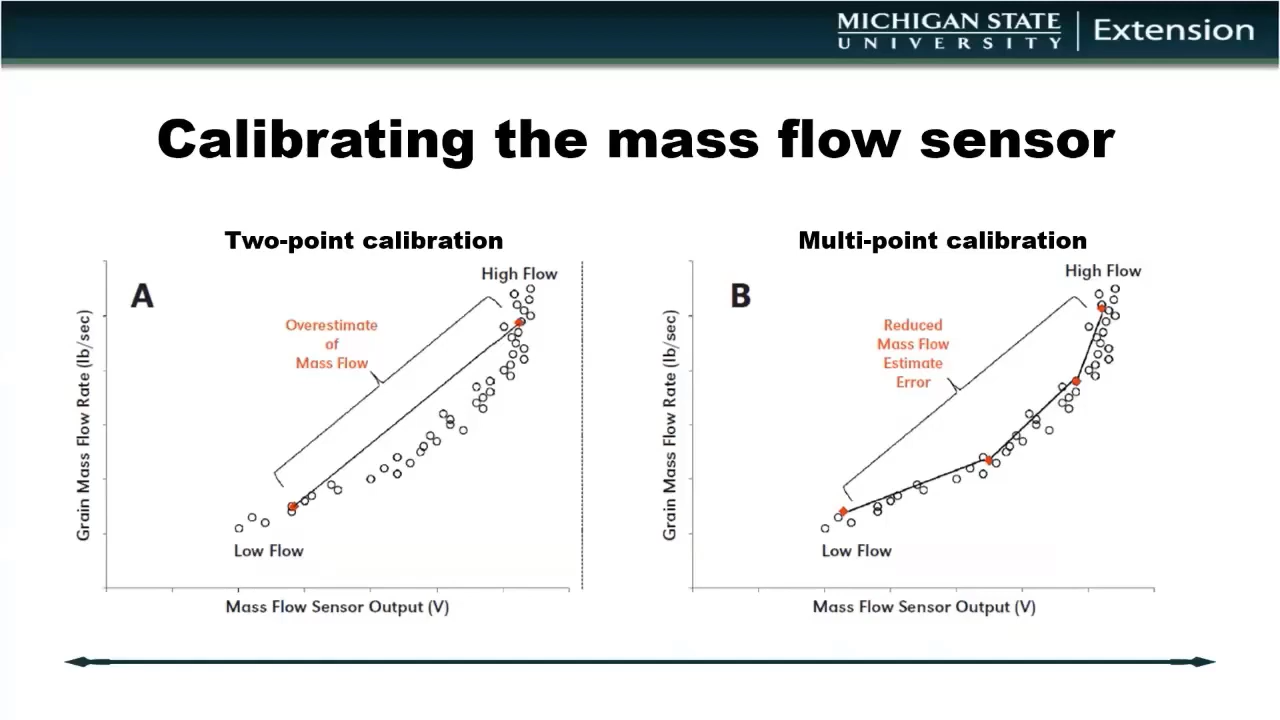 MICHIGAN STATE
UNIVERSITY
Extension
Calibrating the mass flow sensor
Two-point calibration
A
High Flow
Overestimate
of
Mass Flow
Grain Mass Flow Rate (lb/sec)
Low Flow
Mass Flow Sensor Output (V)
Multi-point calibration
B
High Flow
Reduced
Mass Flow
Estimate
Error
Grain Mass Flow Rate (lb/sec)
Low Flow
Mass Flow Sensor Output (V)